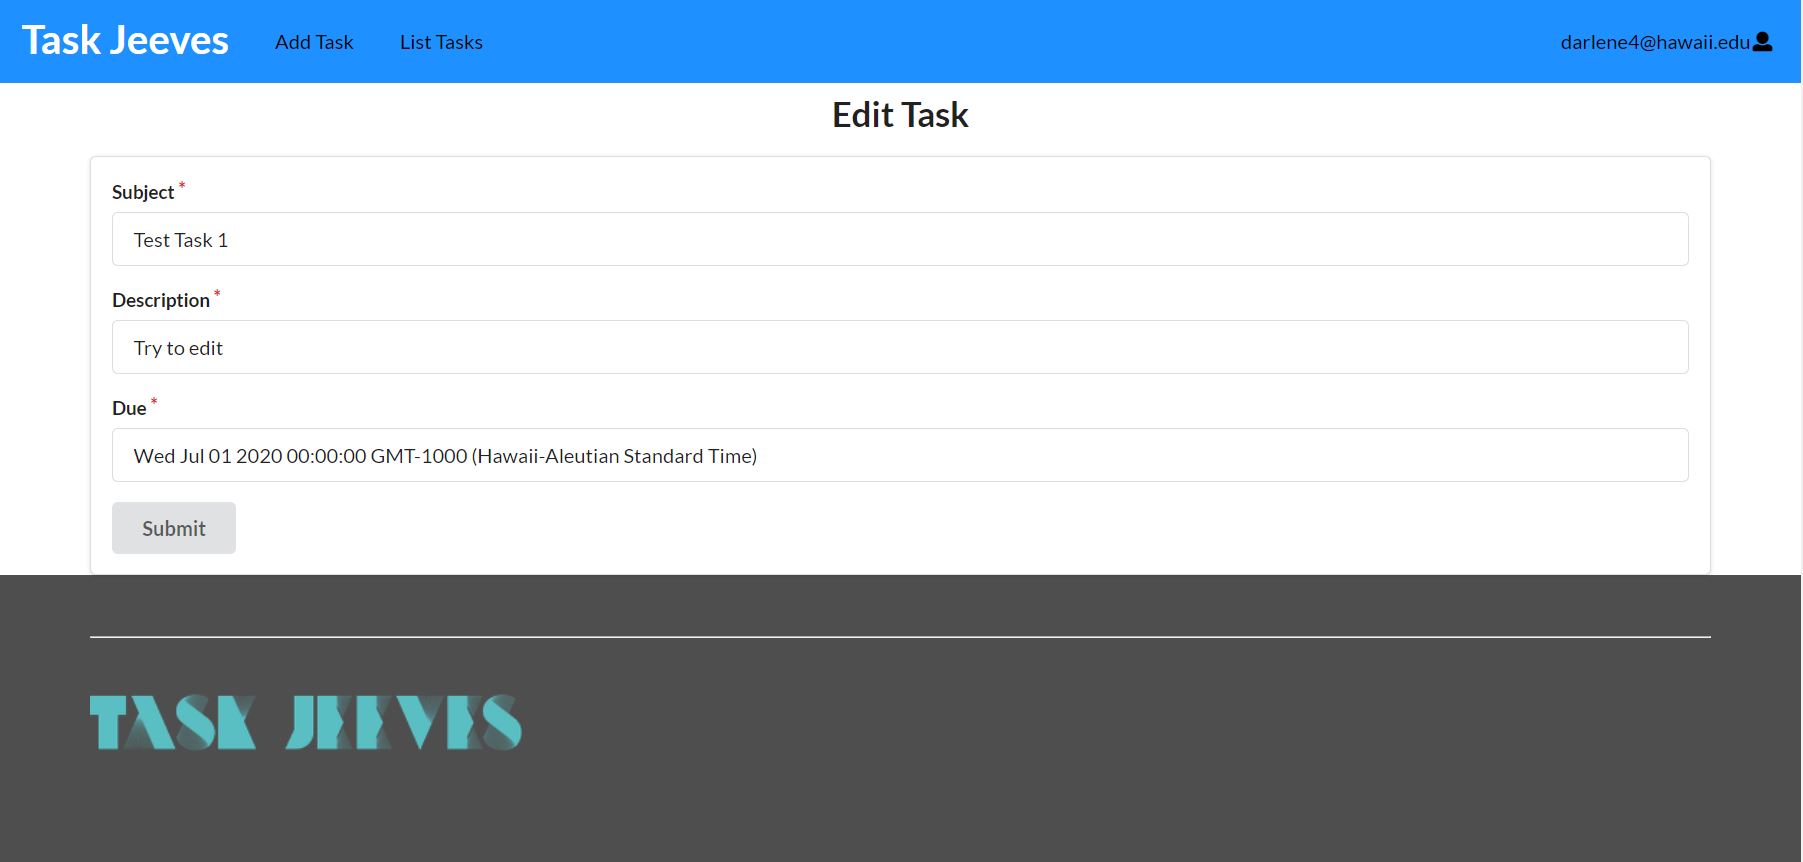 Task Jeeves Add Task List Tasks darlene4@hawaii.edu
Edit Task
Subject *
Test Task 1
Description *
Try to edit
Due *
Wed Jul 01 2020 00:00:00 GMT-1000 (Hawaii-Aleutian Standard Time)
Submit
TASK JEEVES